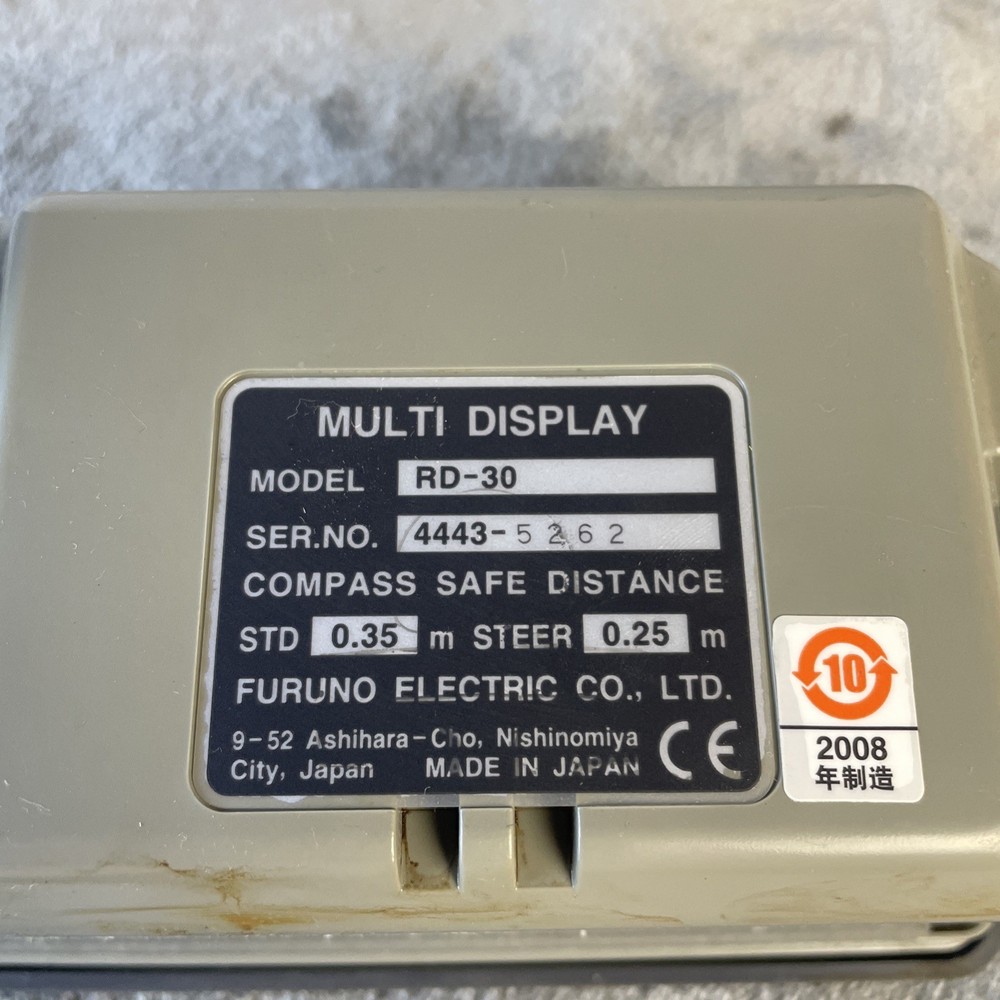 MULTI DISPLAY
MODEL RD-30
SER.NO. 4443-5262
COMPASS SAFE DISTANCE
STD 0.35 m STEER 0.25 m
FURUNO ELECTRIC CO., LTD.
9-52 Ashihara-Cho, Nishinomiya
City, Japan MADE IN JAPAN CE
10
2008
年制造